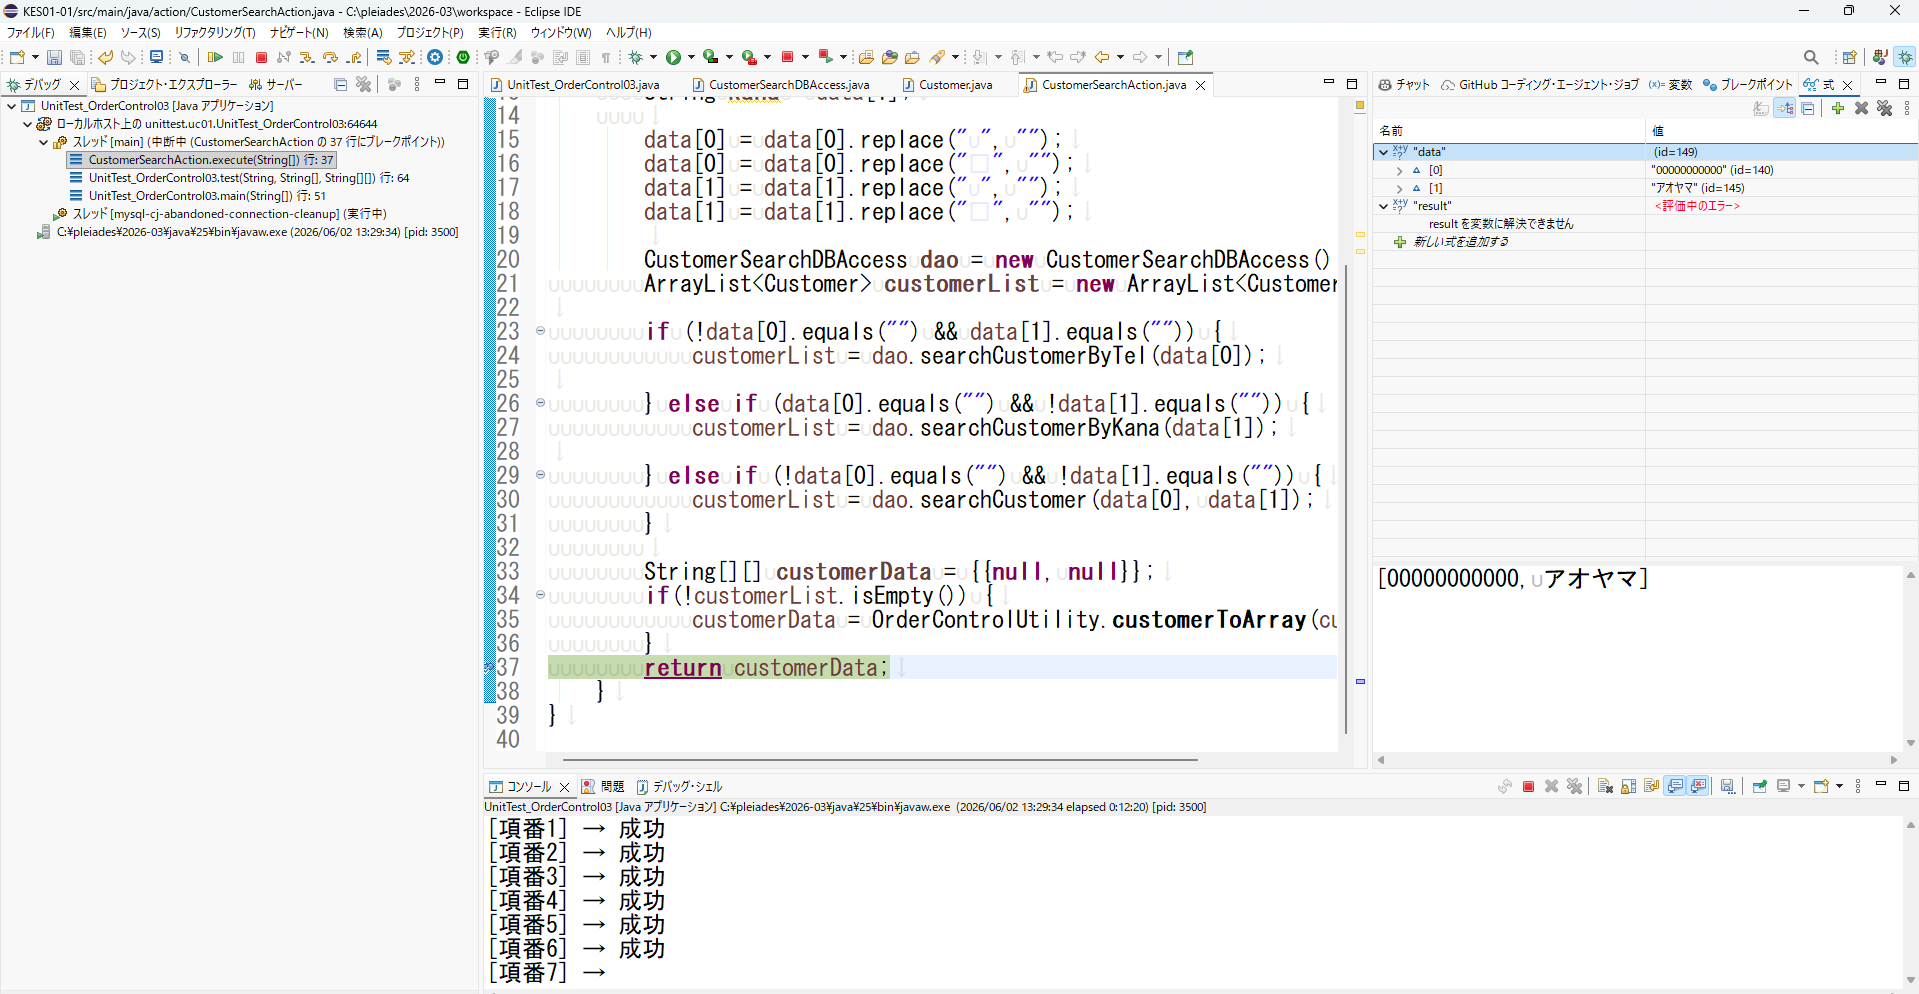 KES01-01/src/main/java/action/CustomerSearchAction.java - C:\pleiades\2026-03\workspace - Eclipse IDE
ファイル(F) 編集(E) ソース(S) リファクタリング(T) ナビゲート(N) 検索(A) プロジェクト(P) 実行(R) ウィンドウ(W) ヘルプ(H)
デバッグ プロジェクト・エクスプローラー サーバー
UnitTest_OrderControl03 [Java アプリケーション]
ローカルホスト上の unittest.uc01.UnitTest_OrderControl03:64644
スレッド [main] (中断中 (CustomerSearchAction の 37 行にブレークポイント))
CustomerSearchAction.execute(String[]) 行: 37
UnitTest_OrderControl03.test(String, String[], String[][]) 行: 64
UnitTest_OrderControl03.main(String[]) 行: 51
スレッド [mysql-cj-abandoned-connection-cleanup] (実行中)
C:¥pleiades¥2026-03¥java¥25¥bin¥javaw.exe (2026/06/02 13:29:34) [pid: 3500]
UnitTest_OrderControl03.java CustomerSearchDBAccess.java Customer.java CustomerSearchAction.java
14
15 data[0] = data[0].replace(" ", "");
16 data[0] = data[0].replace("□", "");
17 data[1] = data[1].replace(" ", "");
18 data[1] = data[1].replace("□", "");
19
20 CustomerSearchDBAccess dao = new CustomerSearchDBAccess()
21 ArrayList<Customer> customerList = new ArrayList<Customer
22
23 if (!data[0].equals("") && data[1].equals("")) {
24 customerList = dao.searchCustomerByTel(data[0]);
25
26 } else if (data[0].equals("") && !data[1].equals("")) {
27 customerList = dao.searchCustomerByKana(data[1]);
28
29 } else if (!data[0].equals("") && !data[1].equals("")) {
30 customerList = dao.searchCustomer(data[0], data[1]);
31 }
32
33 String[][] customerData = {{null, null}};
34 if(!customerList.isEmpty()) {
35 customerData = OrderControlUtility.customerToArray(cu
36 }
37 return customerData;
38 }
39 }
40
チャット GitHub コーディング・エージェント・ジョブ 変数 ブレークポイント 式
名前 値
"data" (id=149)
[0] "00000000000" (id=140)
[1] "アオヤマ" (id=145)
"result" <評価中のエラー>
result を変数に解決できません
新しい式を追加する
[00000000000, アオヤマ]
コンソール 問題 デバッグ・シェル
UnitTest_OrderControl03 [Java アプリケーション] C:¥pleiades¥2026-03¥java¥25¥bin¥javaw.exe (2026/06/02 13:29:34 elapsed 0:12:20) [pid: 3500]
[項番1] → 成功
[項番2] → 成功
[項番3] → 成功
[項番4] → 成功
[項番5] → 成功
[項番6] → 成功
[項番7] →